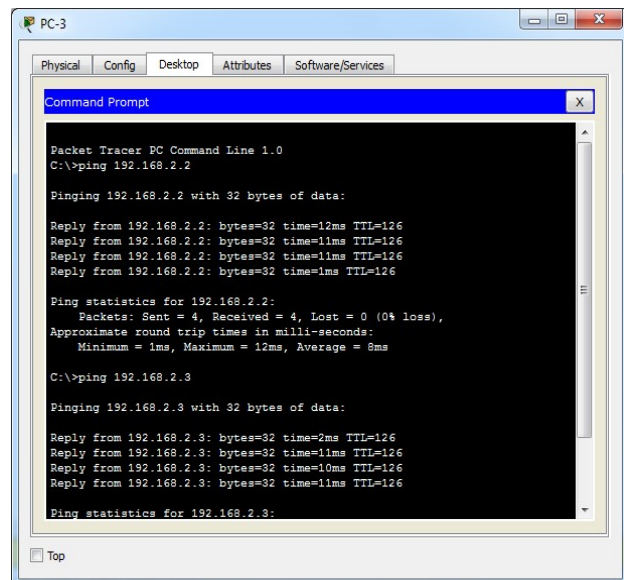 PC-3
Physical
Config
Desktop
Attributes
Software/Services
Command Prompt
X
Packet Tracer PC Command Line 1.0
C:\>ping 192.168.2.2
Pinging 192.168.2.2 with 32 bytes of data:
Reply from 192.168.2.2: bytes=32 time=12ms TTL=126
Reply from 192.168.2.2: bytes=32 time=11ms TTL=126
Reply from 192.168.2.2: bytes=32 time=11ms TTL=126
Reply from 192.168.2.2: bytes=32 time=1ms TTL=126
Ping statistics for 192.168.2.2:
Packets: Sent = 4, Received = 4, Lost = 0 (0% loss),
Approximate round trip times in milli-seconds:
Minimum = 1ms, Maximum = 12ms, Average = 8ms
C:\>ping 192.168.2.3
Pinging 192.168.2.3 with 32 bytes of data:
Reply from 192.168.2.3: bytes=32 time=2ms TTL=126
Reply from 192.168.2.3: bytes=32 time=11ms TTL=126
Reply from 192.168.2.3: bytes=32 time=10ms TTL=126
Reply from 192.168.2.3: bytes=32 time=11ms TTL=126
Ping statistics for 192.168.2.3:
Top